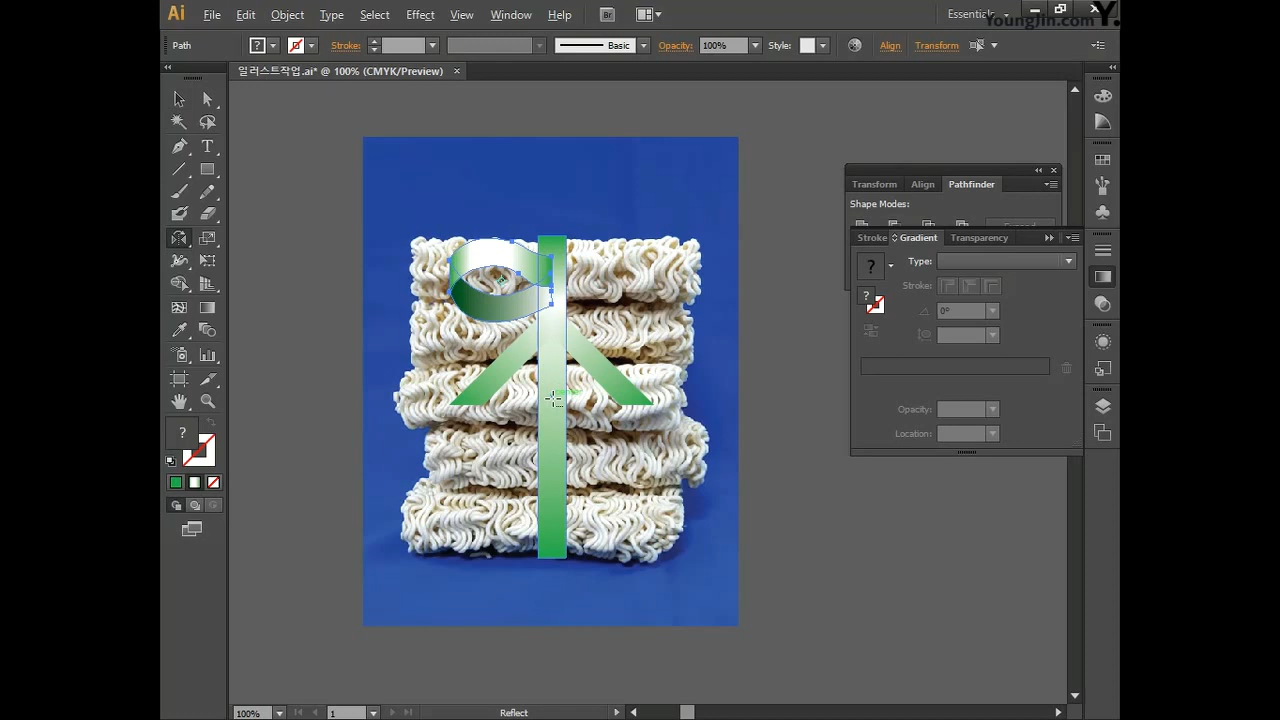 Ai File Edit Object Type Select Effect View Window Help Br Essentials
YoungJin.com Y.
Path ? Stroke: Basic Opacity: 100% Style: Align Transform
일러스트작업.ai* @ 100% (CMYK/Preview) ×
Transform Align Pathfinder
Shape Modes:
Expand
Stroke Gradient Transparency
? Type:
? Stroke:
0°
Opacity:
Location:
?
100% 1 Reflect